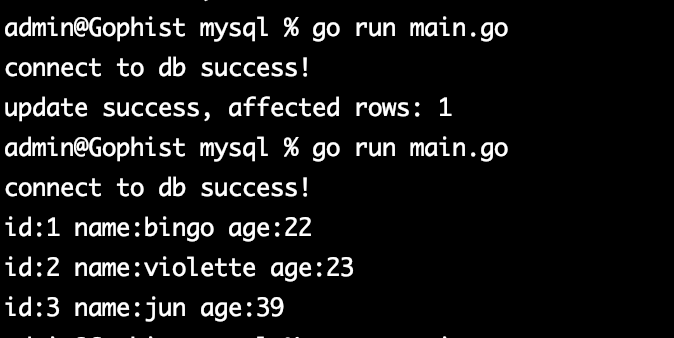 admin@Gophist mysql % go run main.go
connect to db success!
update success, affected rows: 1
admin@Gophist mysql % go run main.go
connect to db success!
id:1 name:bingo age:22
id:2 name:violette age:23
id:3 name:jun age:39